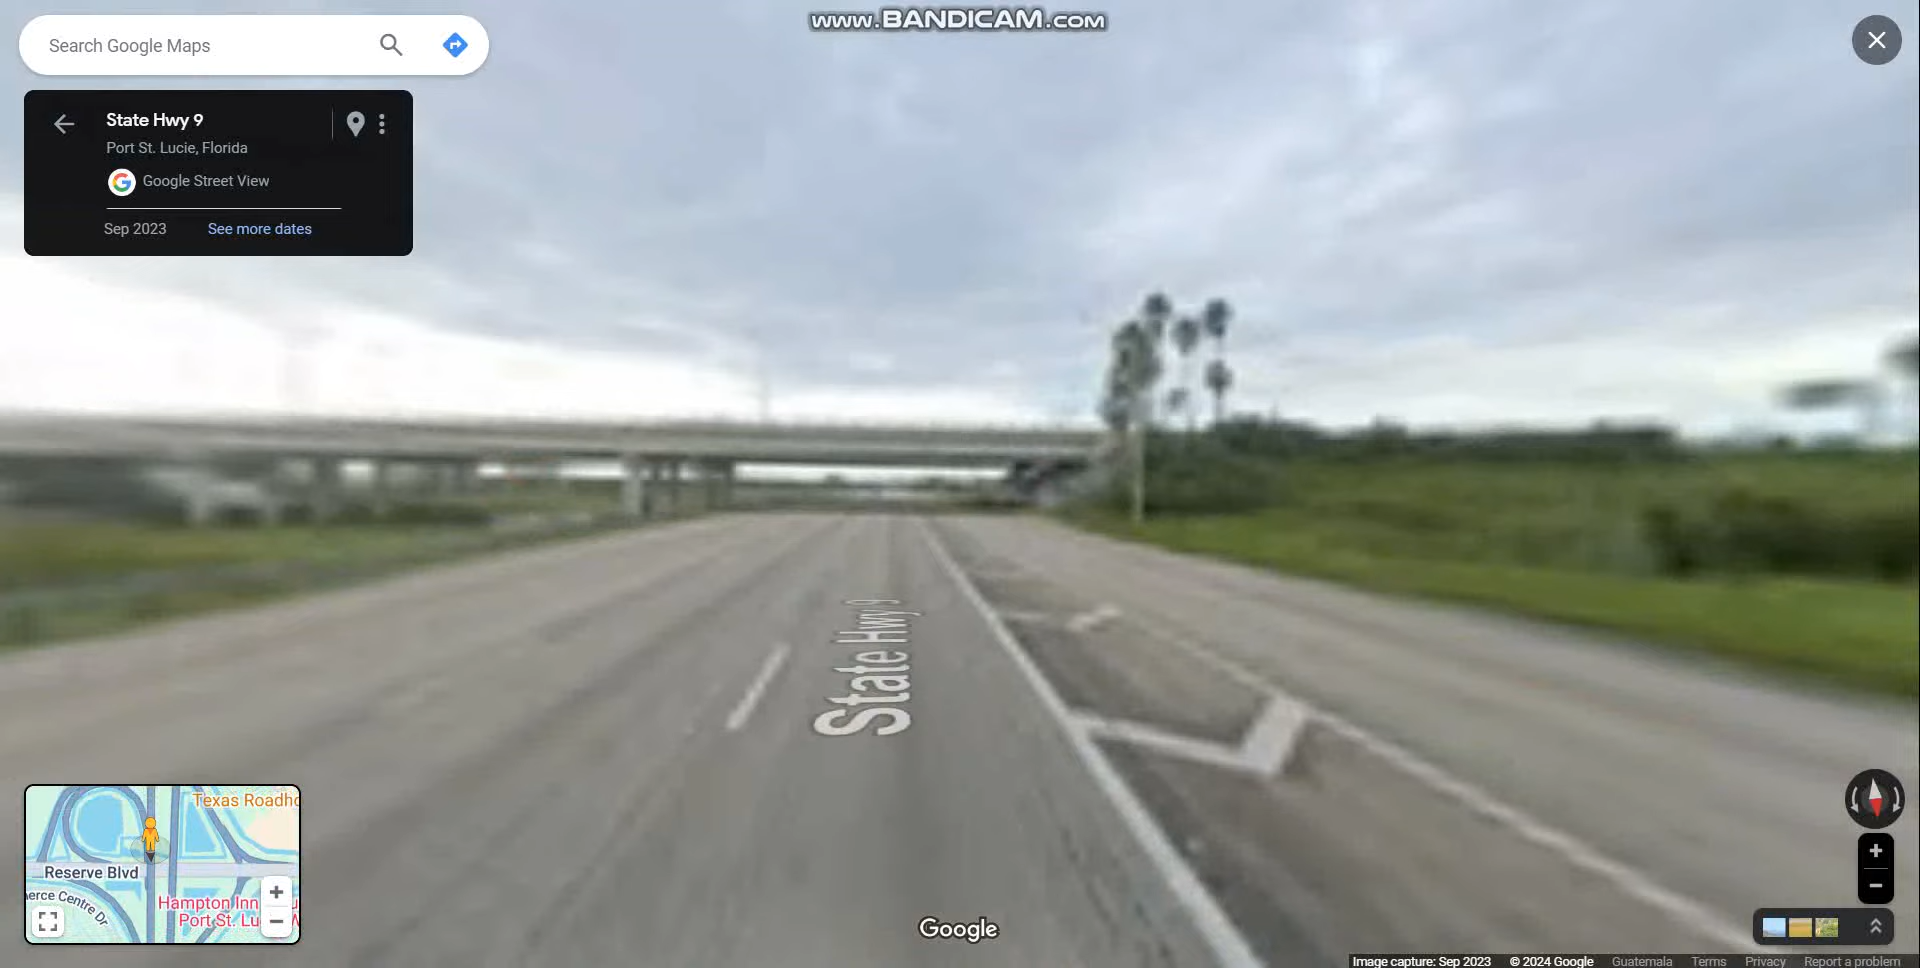 www.BANDICAM.com
Search Google Maps
State Hwy 9
Port St. Lucie, Florida
Google Street View
Sep 2023 See more dates
State Hwy 9
Texas Roadho
Reserve Blvd
erce Centre Dr
Hampton Inn
Port St. Lu
Google
Image capture: Sep 2023 © 2024 Google Guatemala Terms Privacy Report a problem